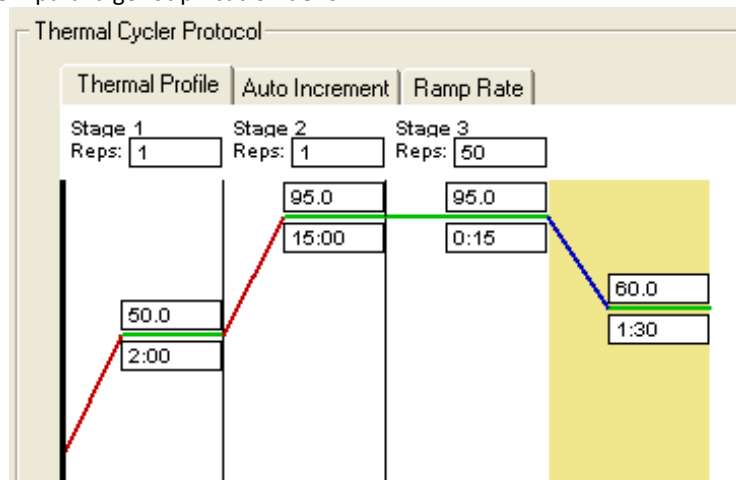 Thermal Cycler Protocol
Thermal Profile Auto Increment Ramp Rate
Stage 1 Stage 2 Stage 3
Reps: 1 Reps: 1 Reps: 50
95.0 95.0
15:00 0:15
60.0
50.0
1:30
2:00